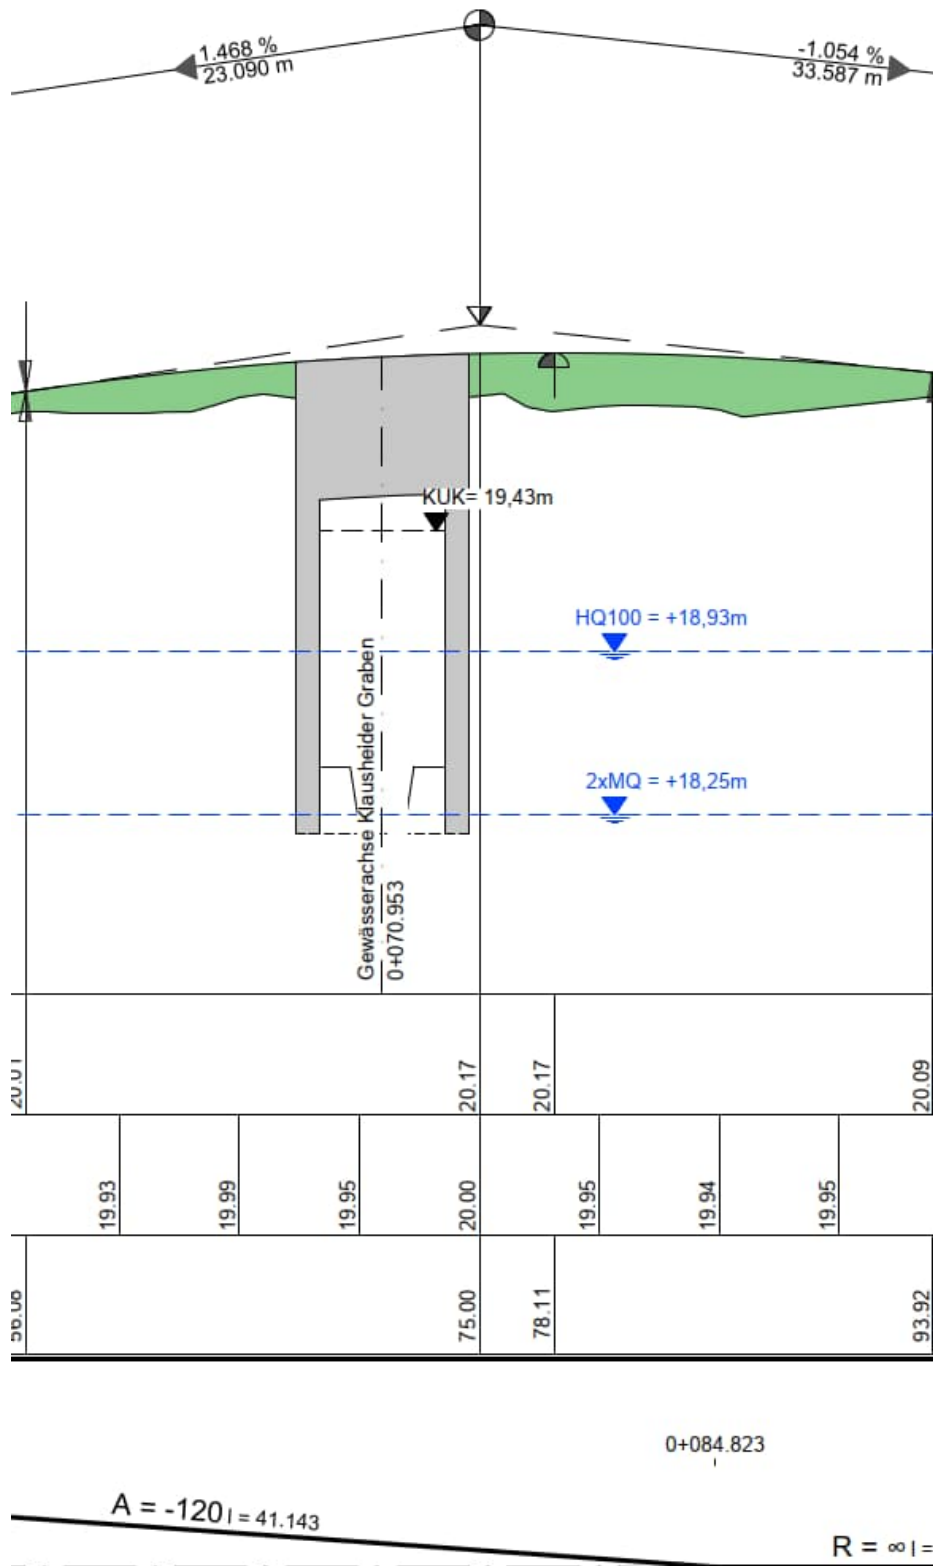 1.468 %
23.090 m
-1.054 %
33.587 m
KUK= 19,43m
HQ100 = +18,93m
2xMQ = +18,25m
Gewässerachse Klausheider Graben
0+070.953
20.17
20.17
20.09
19.93
19.99
19.95
20.00
19.95
19.94
19.95
75.00
78.11
93.92
0+084.823
A = -120 l = 41.143
R = ∞ l =